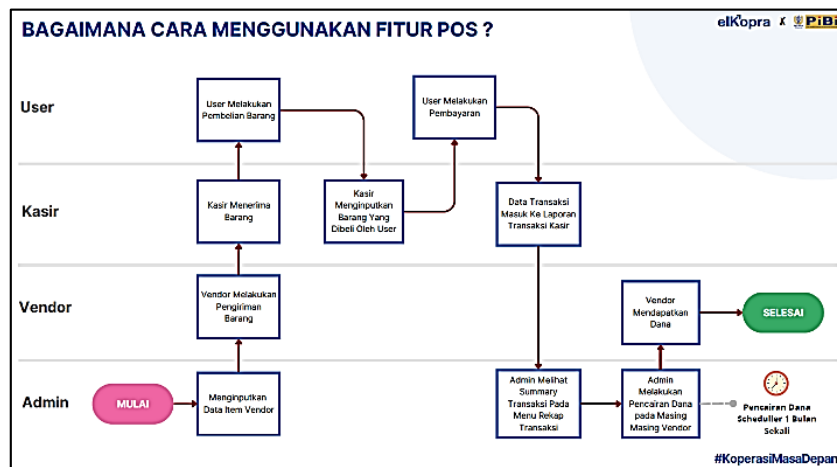 BAGAIMANA CARA MENGGUNAKAN FITUR POS ?
elKopra X PiBi
User
User Melakukan
Pembelian Barang
User Melakukan
Pembayaran
Kasir
Kasir Menerima
Barang
Kasir
Menginputkan
Barang Yang
Dibeli Oleh User
Data Transaksi
Masuk Ke Laporan
Transaksi Kasir
Vendor
Vendor Melakukan
Pengiriman
Barang
Vendor
Mendapatkan
Dana
SELESAI
Admin
MULAI
Menginputkan
Data Item Vendor
Admin Melihat
Summary
Transaksi Pada
Menu Rekap
Transaksi
Admin
Melakukan
Pencairan Dana
pada Masing
Masing Vendor
Pencairan Dana
Scheduller 1 Bulan
Sekali
#KoperasiMasaDepan